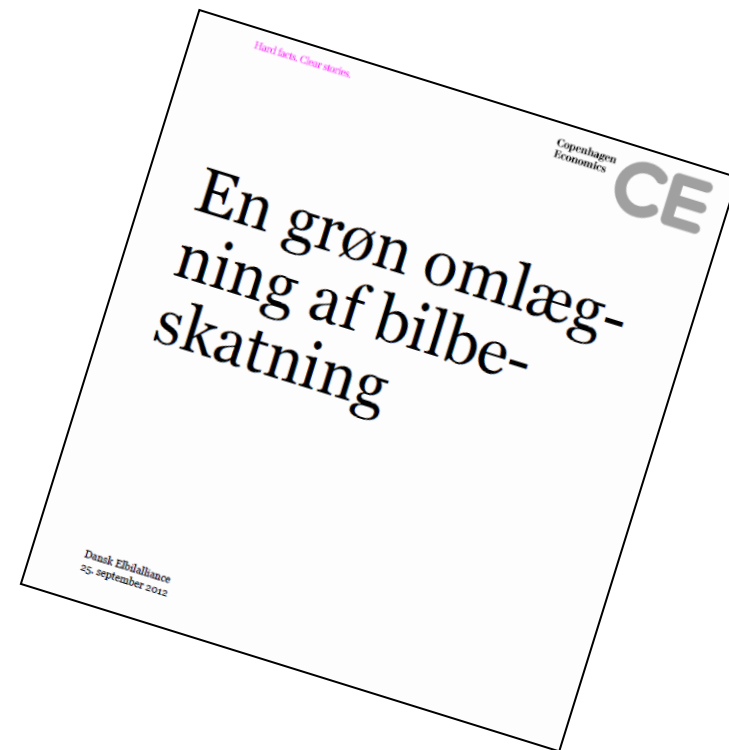 Hard facts. Clear stories.
Copenhagen
Economics
CE
En grøn omlæg-
ning af bilbe-
skatning
Dansk Elbilalliance
25. september 2012